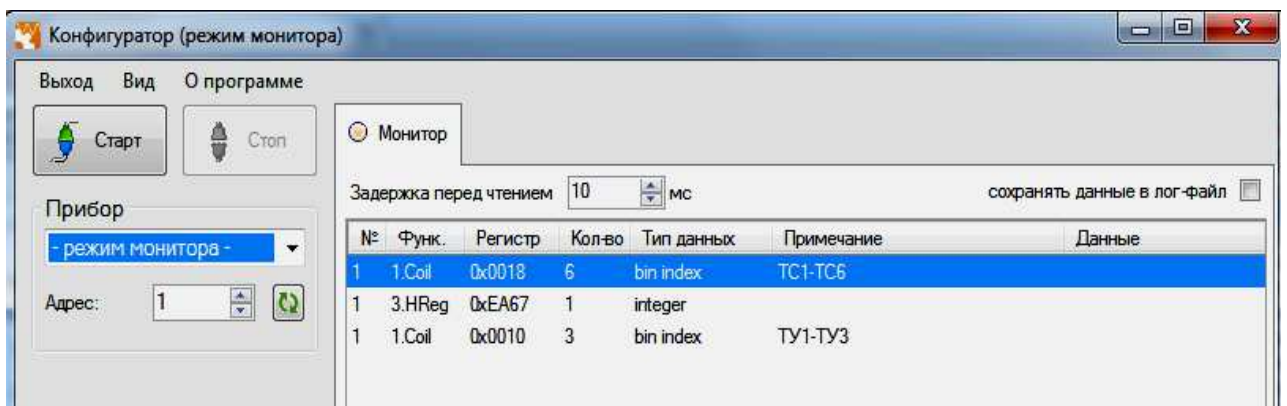 Конфигуратор (режим монитора)
Выход Вид О программе
Старт Стоп
Монитор
Задержка перед чтением 10 мс сохранять данные в лог-файл
Прибор
- режим монитора -
Адрес: 1
№ Функ. Регистр Кол-во Тип данных Примечание Данные
1 1.Coil 0x0018 6 bin index ТС1-ТС6
1 3.HReg 0xEA67 1 integer
1 1.Coil 0x0010 3 bin index ТУ1-ТУ3